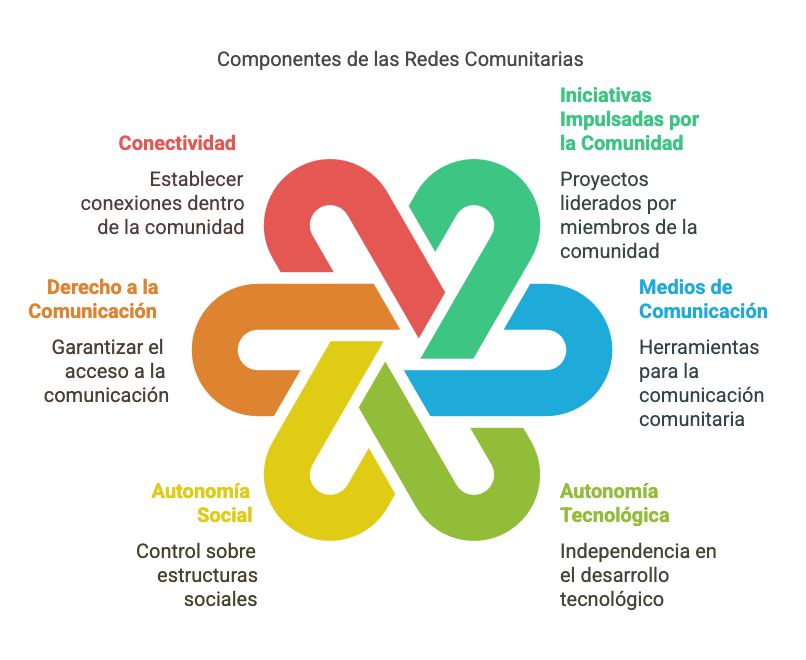 Componentes de las Redes Comunitarias
Iniciativas
Impulsadas por
la Comunidad
Proyectos
liderados por
miembros de la
comunidad
Conectividad
Establecer
conexiones dentro
de la comunidad
Derecho a la
Comunicación
Garantizar el
acceso a la
comunicación
Medios de
Comunicación
Herramientas
para la
comunicación
comunitaria
Autonomía
Social
Control sobre
estructuras
sociales
Autonomía
Tecnológica
Independencia en
el desarrollo
tecnológico